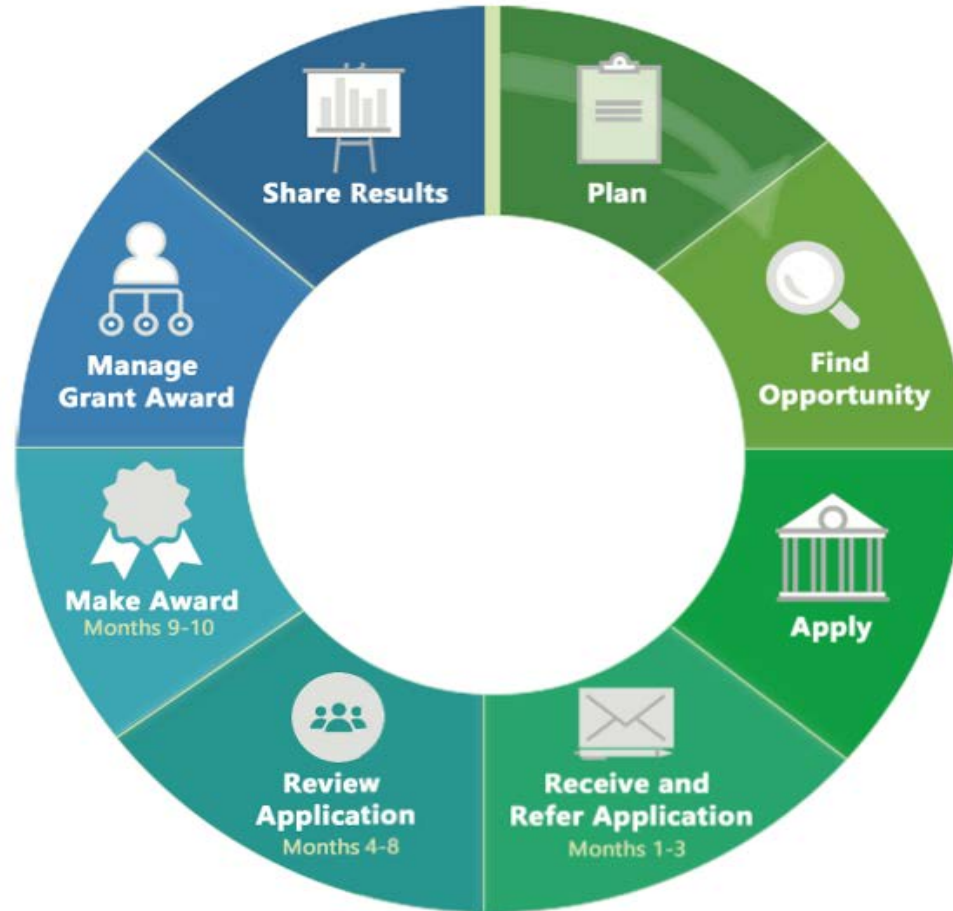 Plan
Find
Opportunity
Apply
Receive and
Refer Application
Months 1-3
Review
Application
Months 4-8
Make Award
Months 9-10
Manage
Grant Award
Share Results